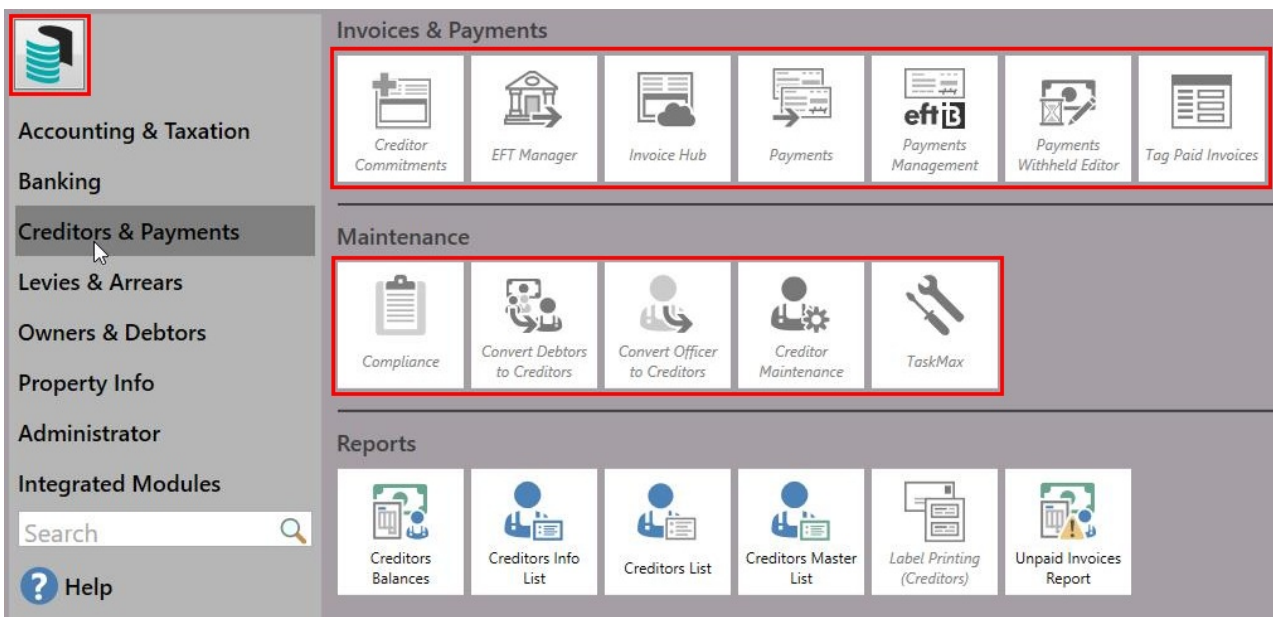 Accounting & Taxation
Banking
Creditors & Payments
Levies & Arrears
Owners & Debtors
Property Info
Administrator
Integrated Modules
Search
Help
Invoices & Payments
Creditor
Commitments
EFT Manager
Invoice Hub
Payments
eftB
Payments
Management
Payments
Withheld Editor
Tag Paid Invoices
Maintenance
Compliance
Convert Debtors
to Creditors
Convert Officer
to Creditors
Creditor
Maintenance
TaskMax
Reports
Creditors
Balances
Creditors Info
List
Creditors List
Creditors Master
List
Label Printing
(Creditors)
Unpaid Invoices
Report